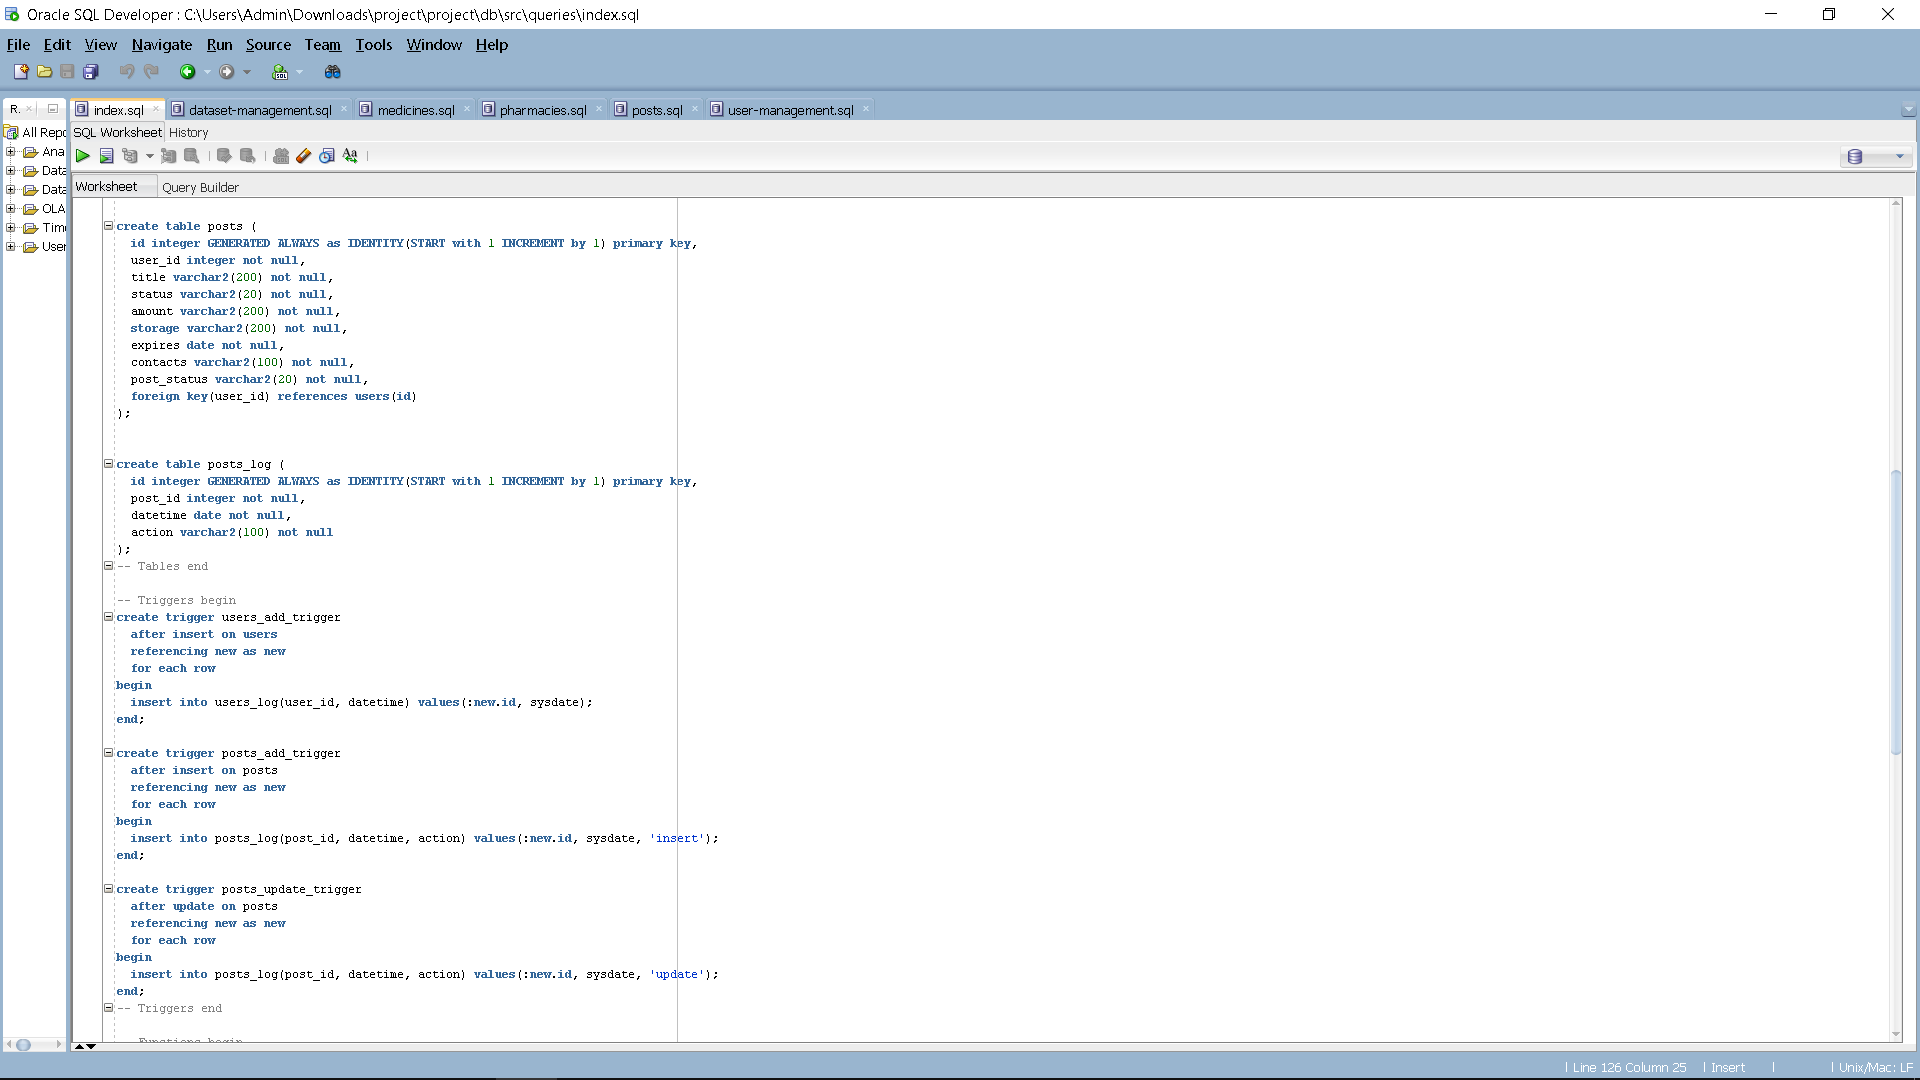 Oracle SQL Developer : C:\Users\Admin\Downloads\project\project\db\src\queries\index.sql
File Edit View Navigate Run Source Team Tools Window Help
R.
index.sql dataset-management.sql medicines.sql pharmacies.sql posts.sql user-management.sql
All Repo
Ana
Data
Data
OLA
Time
User
SQL Worksheet History
Worksheet Query Builder
create table posts (
  id integer GENERATED ALWAYS as IDENTITY(START with 1 INCREMENT by 1) primary key,
  user_id integer not null,
  title varchar2(200) not null,
  status varchar2(20) not null,
  amount varchar2(200) not null,
  storage varchar2(200) not null,
  expires date not null,
  contacts varchar2(100) not null,
  post_status varchar2(20) not null,
  foreign key(user_id) references users(id)
);
create table posts_log (
  id integer GENERATED ALWAYS as IDENTITY(START with 1 INCREMENT by 1) primary key,
  post_id integer not null,
  datetime date not null,
  action varchar2(100) not null
);
-- Tables end
-- Triggers begin
create trigger users_add_trigger
  after insert on users
  referencing new as new
  for each row
begin
  insert into users_log(user_id, datetime) values(:new.id, sysdate);
end;
create trigger posts_add_trigger
  after insert on posts
  referencing new as new
  for each row
begin
  insert into posts_log(post_id, datetime, action) values(:new.id, sysdate, 'insert');
end;
create trigger posts_update_trigger
  after update on posts
  referencing new as new
  for each row
begin
  insert into posts_log(post_id, datetime, action) values(:new.id, sysdate, 'update');
end;
-- Triggers end
Functions begin
Line 126 Column 25 Insert Unix/Mac: LF